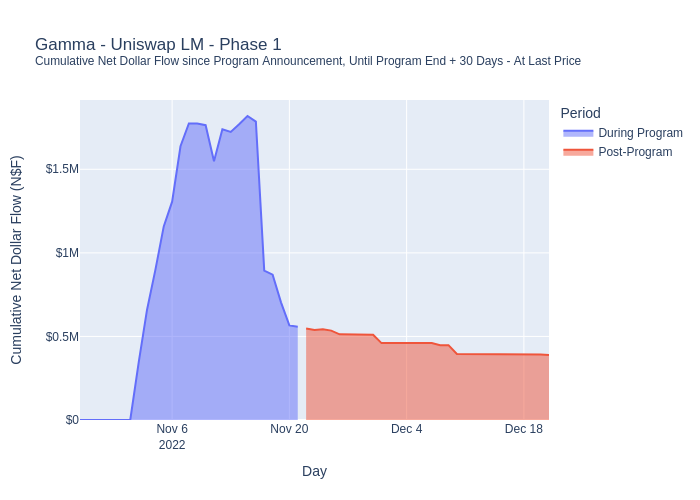 Gamma - Uniswap LM - Phase 1
Cumulative Net Dollar Flow since Program Announcement, Until Program End + 30 Days - At Last Price
Period
During Program
Post-Program
Cumulative Net Dollar Flow (N$F)
$1.5M
$1M
$0.5M
$0
Nov 6
2022
Nov 20
Dec 4
Dec 18
Day